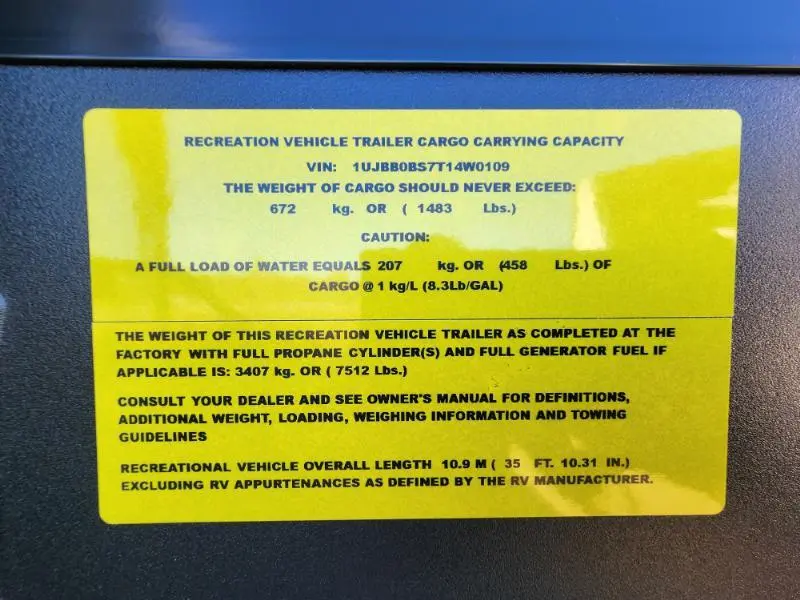 RECREATION VEHICLE TRAILER CARGO CARRYING CAPACITY
VIN: 1UJBB0BS7T14W0109
THE WEIGHT OF CARGO SHOULD NEVER EXCEED:
672 kg. OR ( 1483 Lbs.)
CAUTION:
A FULL LOAD OF WATER EQUALS 207 kg. OR (458 Lbs.) OF
CARGO @ 1 kg/L (8.3Lb/GAL)
THE WEIGHT OF THIS RECREATION VEHICLE TRAILER AS COMPLETED AT THE
FACTORY WITH FULL PROPANE CYLINDER(S) AND FULL GENERATOR FUEL IF
APPLICABLE IS: 3407 kg. OR ( 7512 Lbs.)
CONSULT YOUR DEALER AND SEE OWNER'S MANUAL FOR DEFINITIONS,
ADDITIONAL WEIGHT, LOADING, WEIGHING INFORMATION AND TOWING
GUIDELINES
RECREATIONAL VEHICLE OVERALL LENGTH 10.9 M ( 35 FT. 10.31 IN.)
EXCLUDING RV APPURTENANCES AS DEFINED BY THE RV MANUFACTURER.